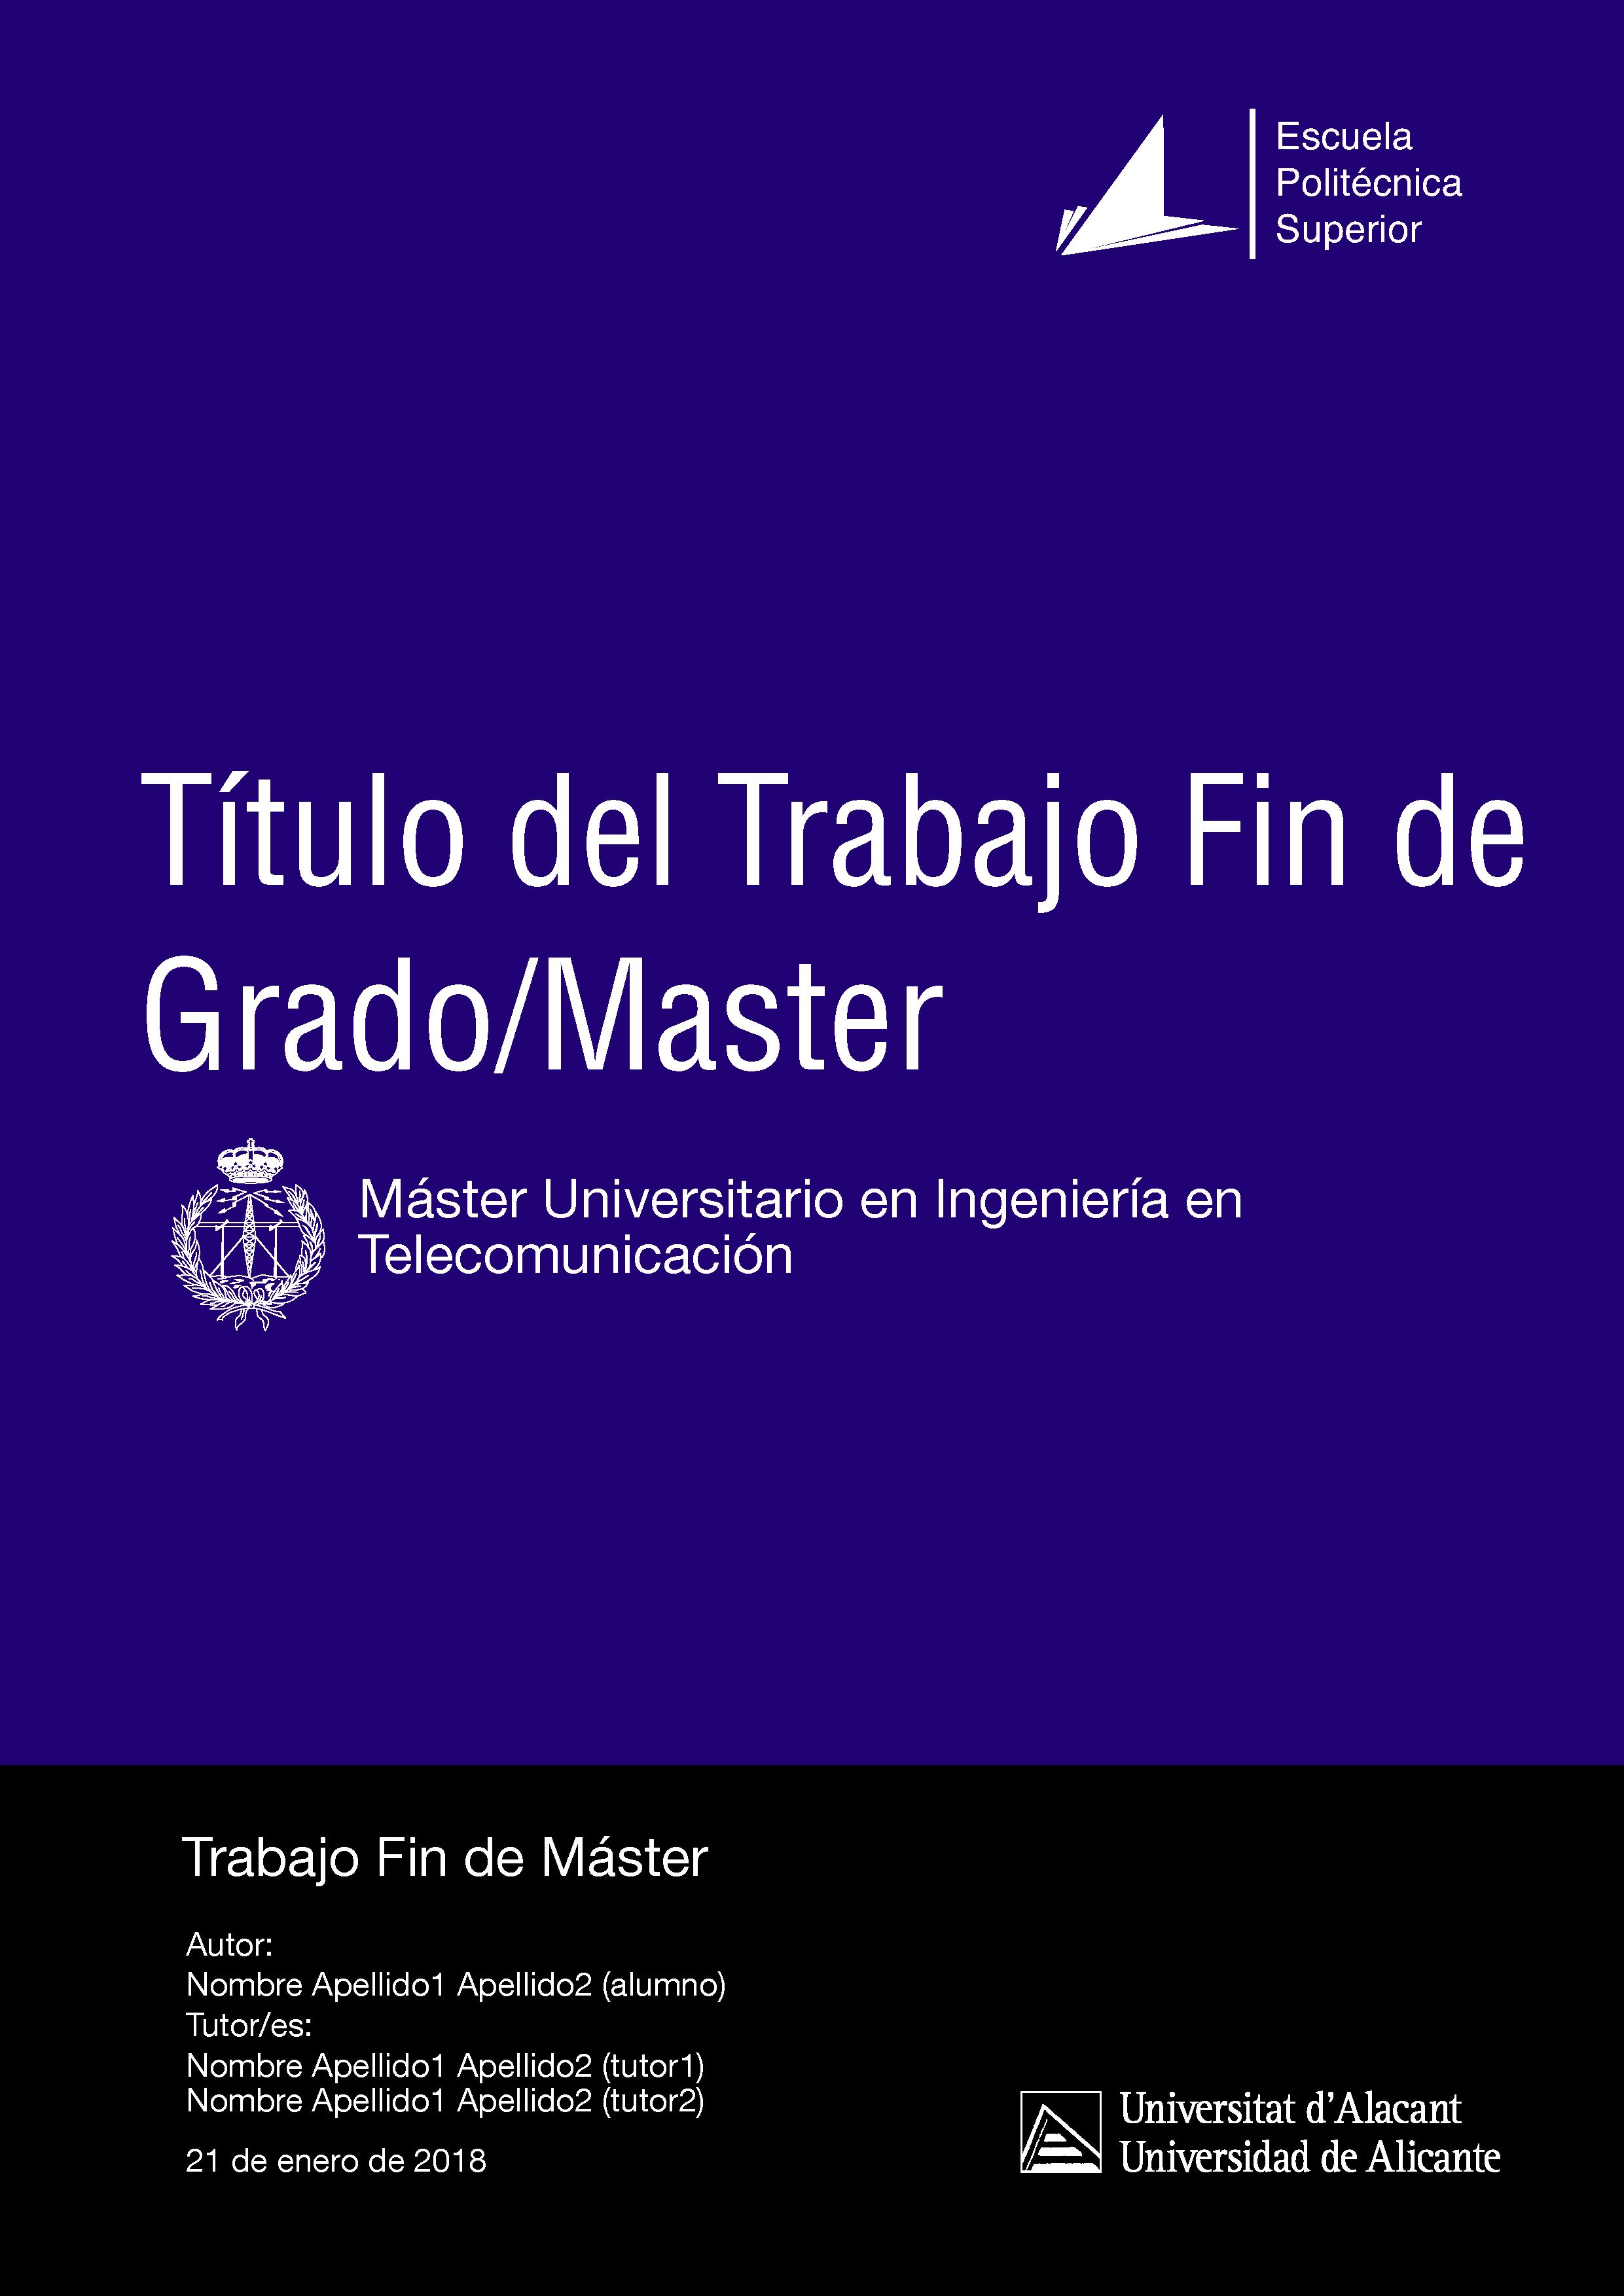 Escuela
Politécnica
Superior
Título del Trabajo Fin de
Grado/Master
Máster Universitario en Ingeniería en
Telecomunicación
Trabajo Fin de Máster
Autor:
Nombre Apellido1 Apellido2 (alumno)
Tutor/es:
Nombre Apellido1 Apellido2 (tutor1)
Nombre Apellido1 Apellido2 (tutor2)
21 de enero de 2018
Universitat d’Alacant
Universidad de Alicante